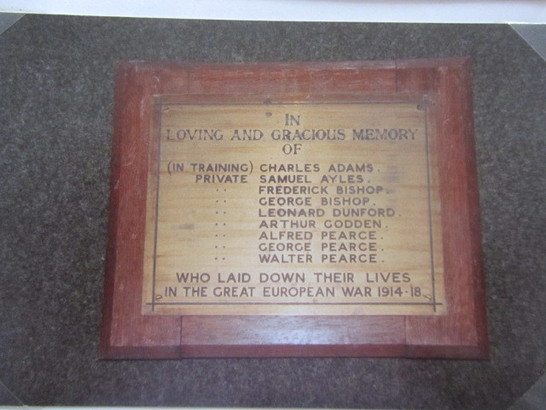 IN
LOVING AND GRACIOUS MEMORY
OF
(IN TRAINING) CHARLES ADAMS.
PRIVATE SAMUEL AYLES.
" FREDERICK BISHOP.
" GEORGE BISHOP.
" LEONARD DUNFORD.
" ARTHUR GODDEN.
" ALFRED PEARCE.
" GEORGE PEARCE.
" WALTER PEARCE.
WHO LAID DOWN THEIR LIVES
IN THE GREAT EUROPEAN WAR 1914-18.